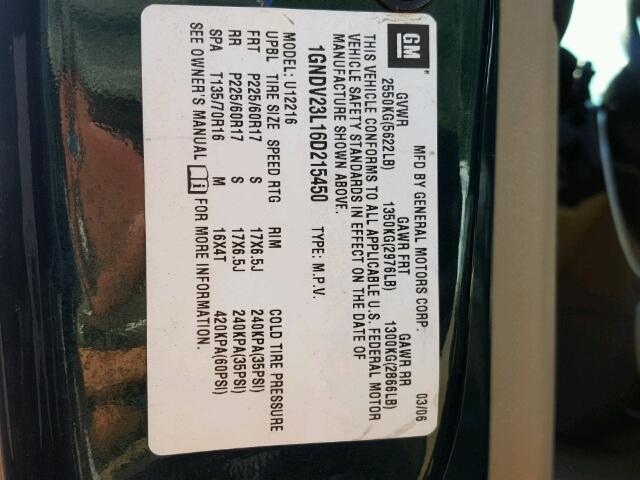 GM
MFD BY GENERAL MOTORS CORP. 03/06
GVWR GAWR FRT GAWR RR
2550KG(5622LB) 1350KG(2976LB) 1300KG(2866LB)
THIS VEHICLE CONFORMS TO ALL APPLICABLE U.S. FEDERAL MOTOR
VEHICLE SAFETY STANDARDS IN EFFECT ON THE DATE OF
MANUFACTURE SHOWN ABOVE.
1GNDV23L16D215450 TYPE: M.P.V.
MODEL: U12216
UPBL TIRE SIZE SPEED RTG RIM COLD TIRE PRESSURE
FRT P225/60R17 S 17X6.5J 240KPA(35PSI)
RR P225/60R17 S 17X6.5J 240KPA(35PSI)
SPA T135/70R16 M 16X4T 420KPA(60PSI)
SEE OWNER'S MANUAL i FOR MORE INFORMATION.